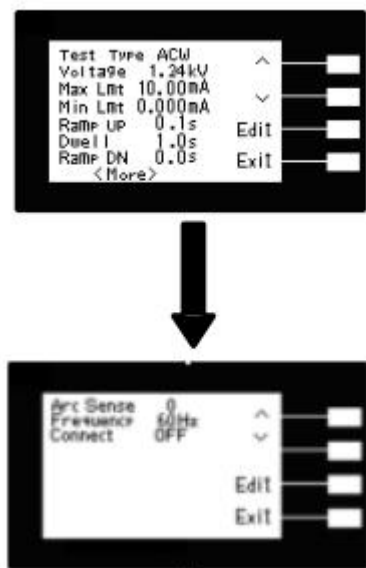 Test Type ACW
Voltage 1.24kV
Max Lmt 10.00mA
Min Lmt 0.000mA
Ramp UP 0.1s
Dwell 1.0s
Ramp DN 0.0s
<More>
^
v
Edit
Exit
Arc Sense 0
Frequency 60Hz
Connect OFF
^
v
Edit
Exit